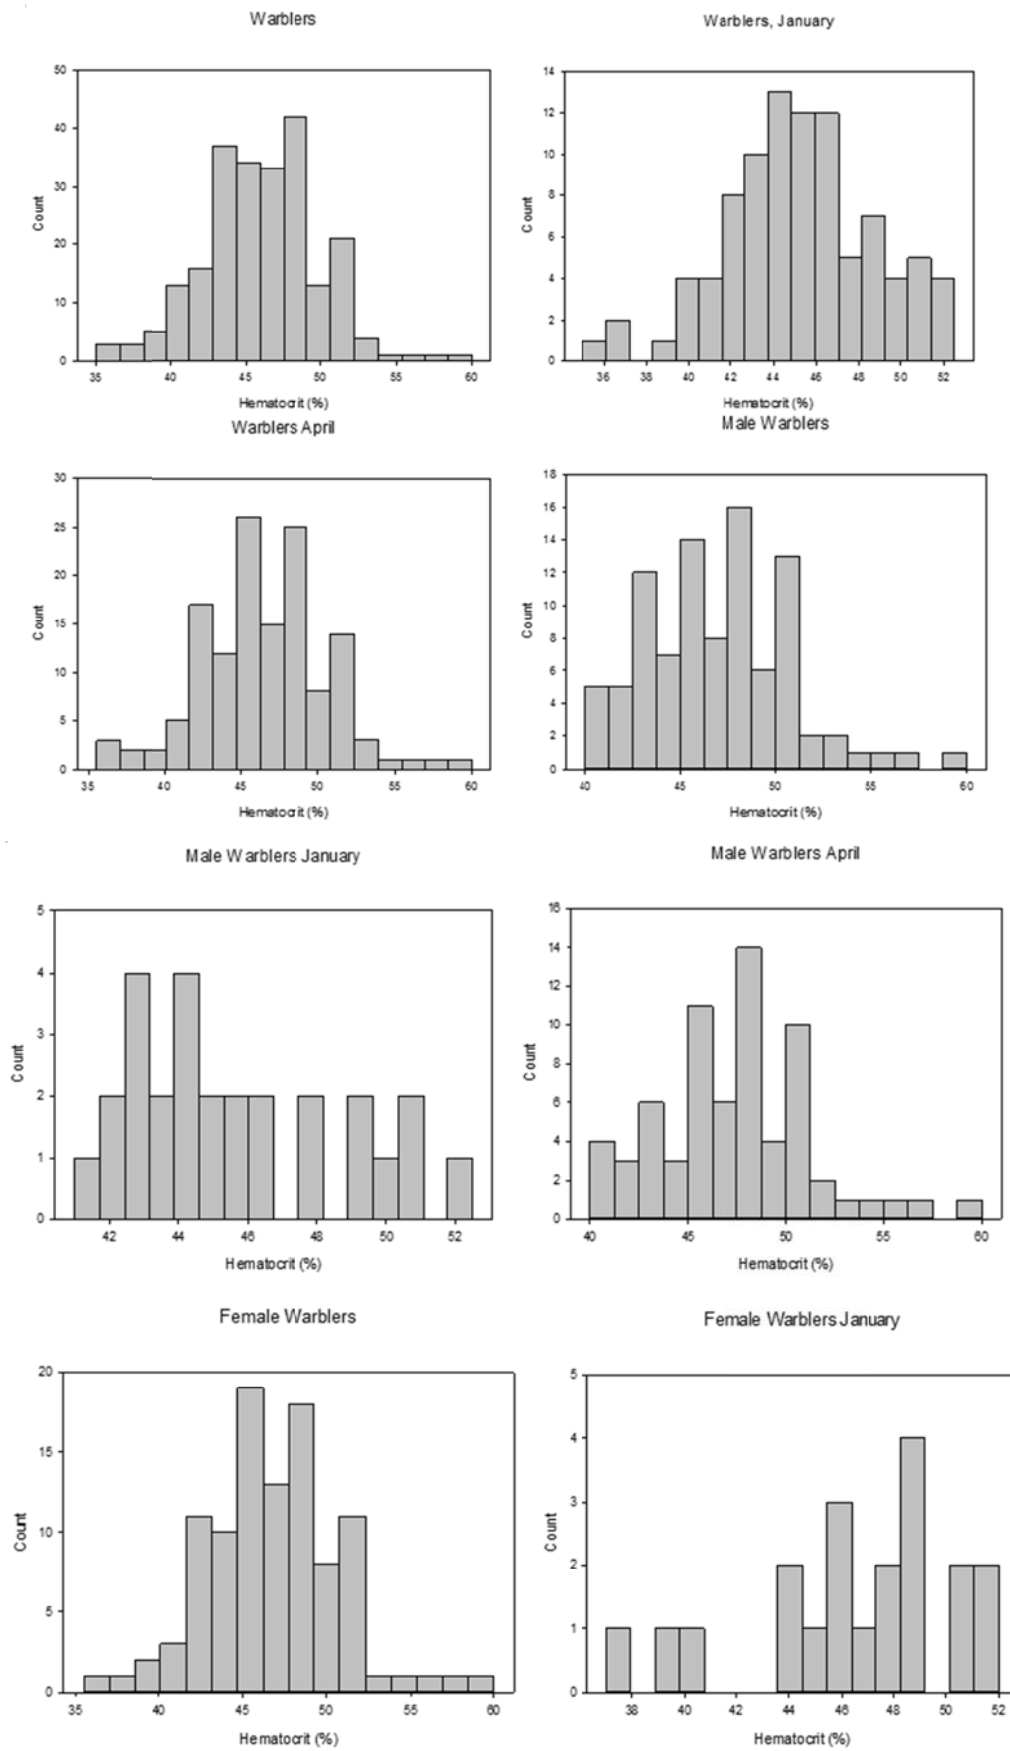 Warblers
50
40
30
20
10
0
Count
35 40 45 50 55 60
Hematocrit (%)
Warblers, January
14
12
10
8
6
4
2
0
Count
36 38 40 42 44 46 48 50 52
Hematocrit (%)
Warblers April
30
25
20
15
10
5
0
Count
35 40 45 50 55 60
Hematocrit (%)
Male Warblers
18
16
14
12
10
8
6
4
2
0
Count
40 45 50 55 60
Hematocrit (%)
Male Warblers January
5
4
3
2
1
0
Count
42 44 46 48 50 52
Hematocrit (%)
Male Warblers April
16
14
12
10
8
6
4
2
0
Count
40 45 50 55 60
Hematocrit (%)
Female Warblers
20
15
10
5
0
Count
35 40 45 50 55 60
Hematocrit (%)
Female Warblers January
5
4
3
2
1
0
Count
38 40 42 44 46 48 50 52
Hematocrit (%)